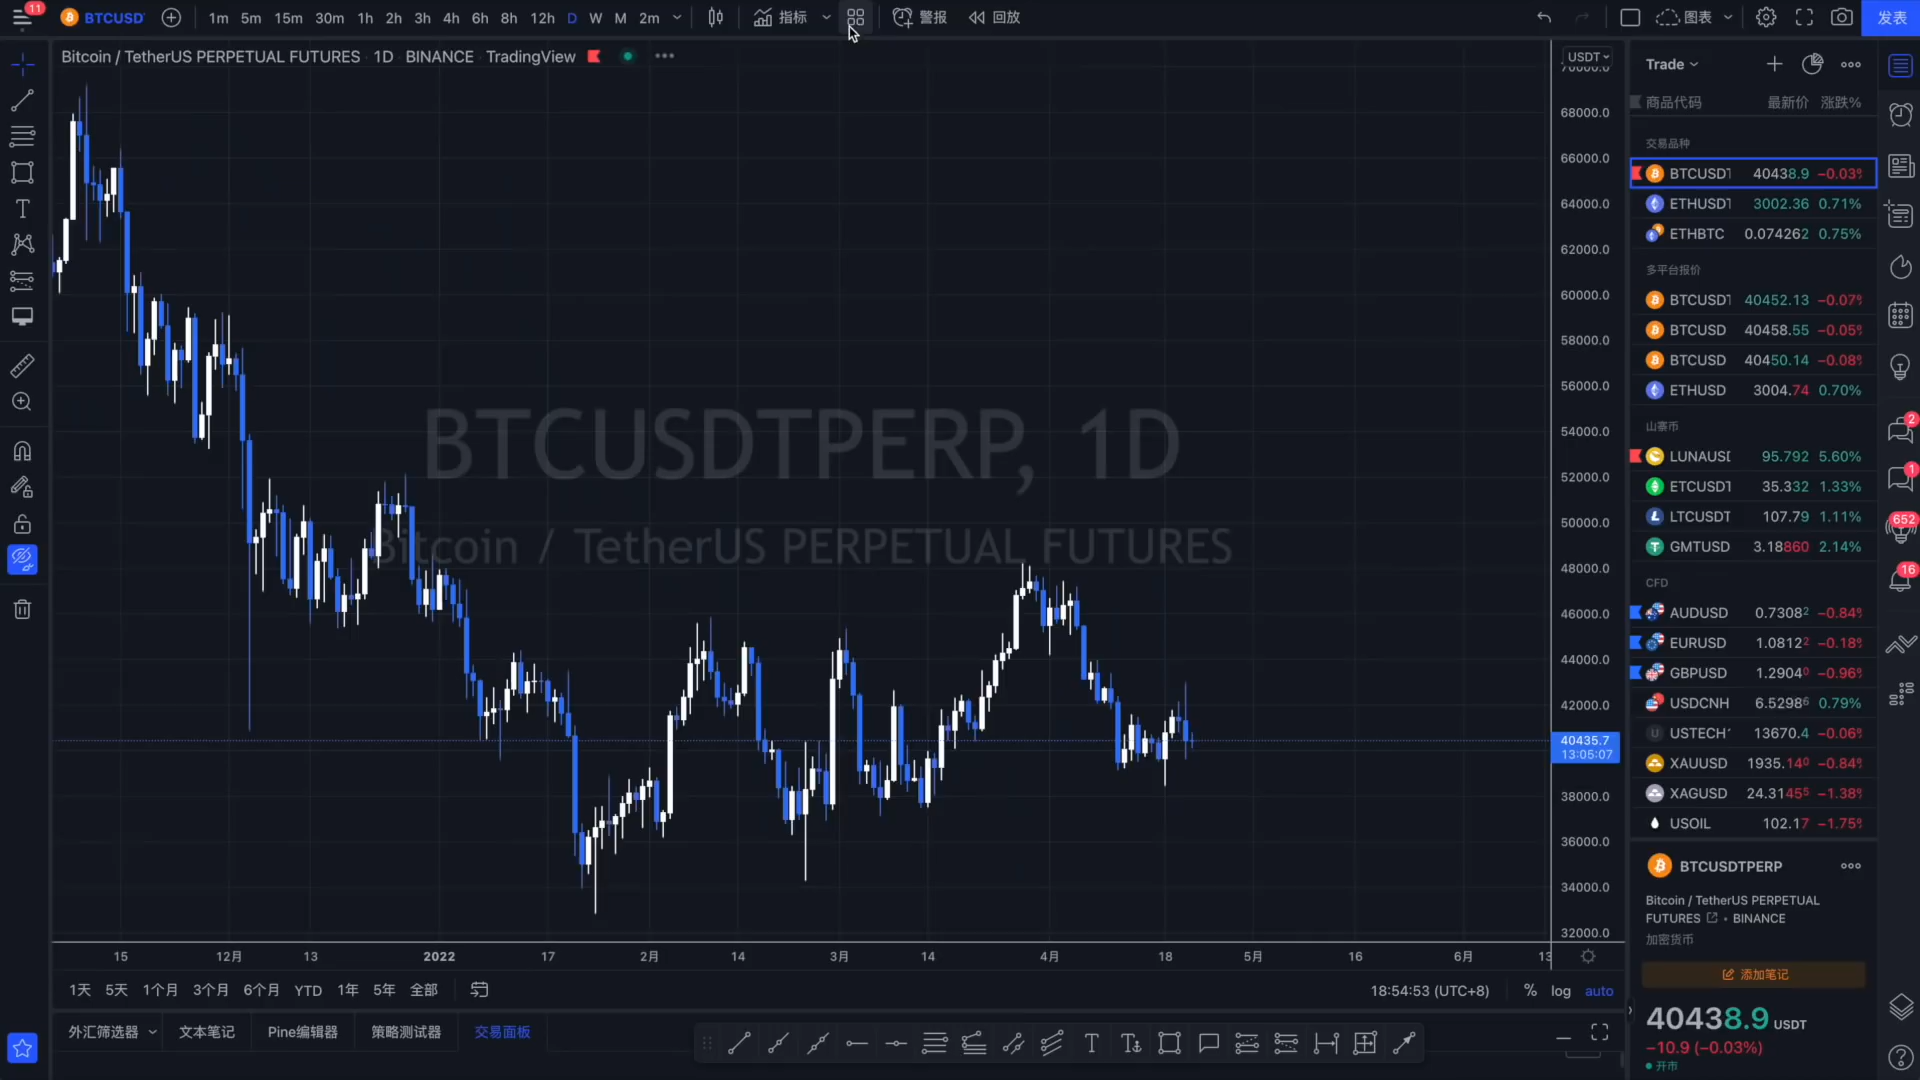 11
BTCUSDT
1m 5m 15m 30m 1h 2h 3h 4h 6h 8h 12h D W M 2m
指标
警报
回放
图表
发表
Bitcoin / TetherUS PERPETUAL FUTURES · 1D · BINANCE · TradingView
USDT
70000.0
68000.0
66000.0
64000.0
62000.0
60000.0
58000.0
56000.0
54000.0
52000.0
50000.0
48000.0
46000.0
44000.0
42000.0
40435.7
13:05:07
38000.0
36000.0
34000.0
32000.0
BTCUSDTPERP, 1D
Bitcoin / TetherUS PERPETUAL FUTURES
15 12月 13 2022 17 2月 14 3月 14 4月 18 5月 16 6月 13
1天 5天 1个月 3个月 6个月 YTD 1年 5年 全部
18:54:53 (UTC+8) % log auto
外汇筛选器 文本笔记 Pine编辑器 策略测试器 交易面板
Trade
商品代码 最新价 涨跌%
交易品种
BTCUSDT 40438.9 −0.03%
ETHUSDT 3002.36 0.71%
ETHBTC 0.074262 0.75%
多平台报价
BTCUSDT 40452.13 −0.07%
BTCUSD 40458.55 −0.05%
BTCUSD 40450.14 −0.08%
ETHUSD 3004.74 0.70%
山寨币
LUNAUSD 95.792 5.60%
ETCUSDT 35.332 1.33%
LTCUSDT 107.79 1.11%
GMTUSD 3.18860 2.14%
CFD
AUDUSD 0.73082 −0.84%
EURUSD 1.08122 −0.18%
GBPUSD 1.29040 −0.96%
USDCNH 6.52986 0.79%
USTECH 13670.4 −0.06%
XAUUSD 1935.140 −0.84%
XAGUSD 24.31455 −1.38%
USOIL 102.17 −1.75%
BTCUSDTPERP
Bitcoin / TetherUS PERPETUAL
FUTURES · BINANCE
加密货币
添加笔记
40438.9 USDT
−10.9 (−0.03%)
开市
2
1
652
16